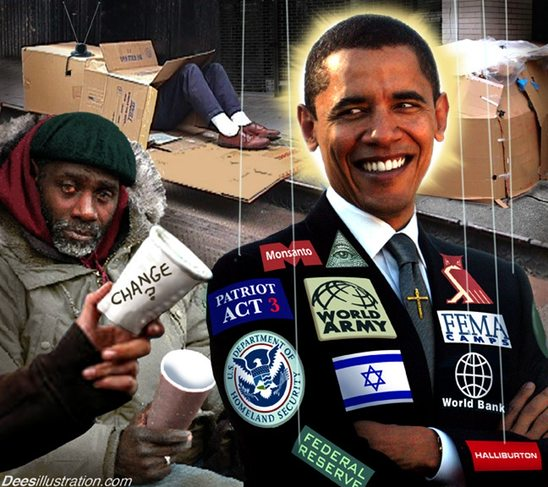 CHANGE
?
Monsanto
PATRIOT
ACT 3
WORLD
ARMY
FEMA
CAMPS
U.S. DEPARTMENT OF HOMELAND SECURITY
World Bank
FEDERAL
RESERVE
HALLIBURTON
Deesillustration.com